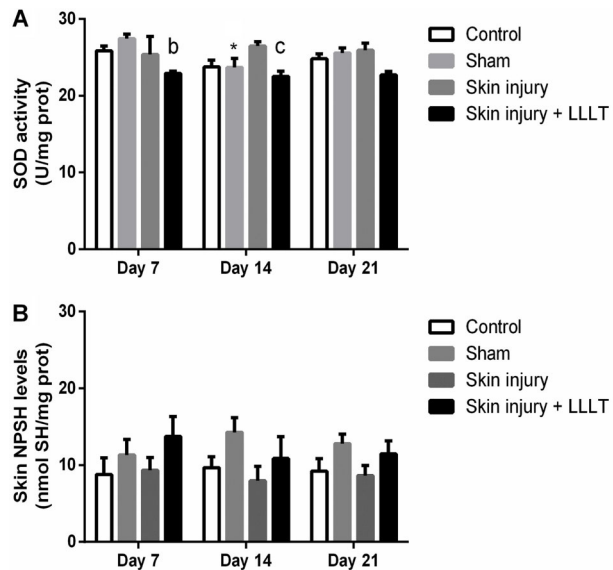 A
SOD activity
(U/mg prot)
30
20
10
0
b
*
c
Day 7
Day 14
Day 21
Control
Sham
Skin injury
Skin injury + LLLT
B
Skin NPSH levels
(nmol SH/mg prot)
30
20
10
0
Day 7
Day 14
Day 21
Control
Sham
Skin injury
Skin injury + LLLT